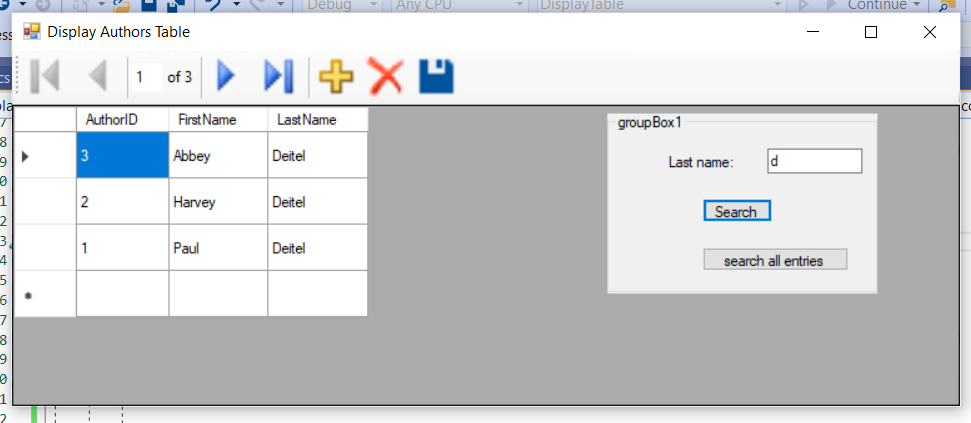 Debug Any CPU DisplayTable Continue
Display Authors Table
1 of 3
AuthorID FirstName LastName
3 Abbey Deitel
2 Harvey Deitel
1 Paul Deitel
*
groupBox1
Last name: d
Search
search all entries